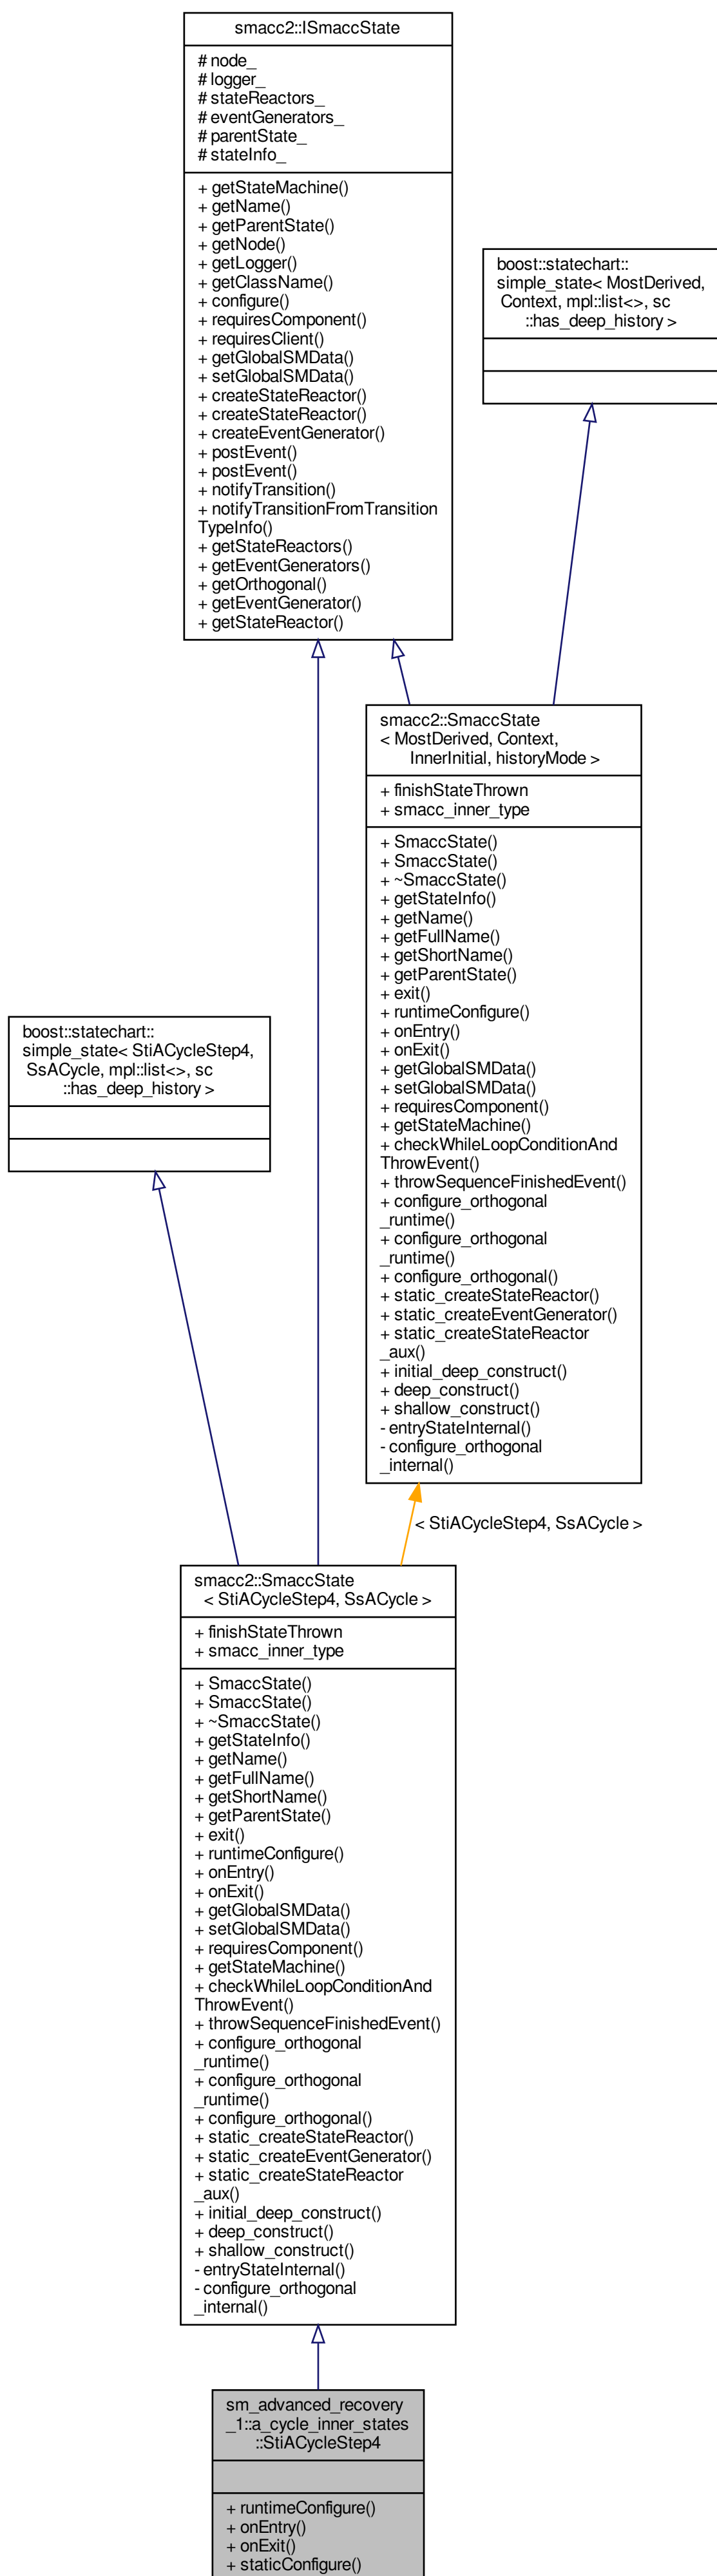 smacc2::ISmaccState
# node_
# logger_
# stateReactors_
# eventGenerators_
# parentState_
# stateInfo_
+ getStateMachine()
+ getName()
+ getParentState()
+ getNode()
+ getLogger()
+ getClassName()
+ configure()
+ requiresComponent()
+ requiresClient()
+ getGlobalSMData()
+ setGlobalSMData()
+ createStateReactor()
+ createStateReactor()
+ createEventGenerator()
+ postEvent()
+ postEvent()
+ notifyTransition()
+ notifyTransitionFromTransition
TypeInfo()
+ getStateReactors()
+ getEventGenerators()
+ getOrthogonal()
+ getEventGenerator()
+ getStateReactor()
boost::statechart::
simple_state< MostDerived,
Context, mpl::list<>, sc
::has_deep_history >
smacc2::SmaccState
< MostDerived, Context,
InnerInitial, historyMode >
+ finishStateThrown
+ smacc_inner_type
+ SmaccState()
+ SmaccState()
+ ~SmaccState()
+ getStateInfo()
+ getName()
+ getFullName()
+ getShortName()
+ getParentState()
+ exit()
+ runtimeConfigure()
+ onEntry()
+ onExit()
+ getGlobalSMData()
+ setGlobalSMData()
+ requiresComponent()
+ getStateMachine()
+ checkWhileLoopConditionAnd
ThrowEvent()
+ throwSequenceFinishedEvent()
+ configure_orthogonal
_runtime()
+ configure_orthogonal
_runtime()
+ configure_orthogonal()
+ static_createStateReactor()
+ static_createEventGenerator()
+ static_createStateReactor
_aux()
+ initial_deep_construct()
+ deep_construct()
+ shallow_construct()
- entryStateInternal()
- configure_orthogonal
_internal()
boost::statechart::
simple_state< StiACycleStep4,
SsACycle, mpl::list<>, sc
::has_deep_history >
< StiACycleStep4, SsACycle >
smacc2::SmaccState
< StiACycleStep4, SsACycle >
+ finishStateThrown
+ smacc_inner_type
+ SmaccState()
+ SmaccState()
+ ~SmaccState()
+ getStateInfo()
+ getName()
+ getFullName()
+ getShortName()
+ getParentState()
+ exit()
+ runtimeConfigure()
+ onEntry()
+ onExit()
+ getGlobalSMData()
+ setGlobalSMData()
+ requiresComponent()
+ getStateMachine()
+ checkWhileLoopConditionAnd
ThrowEvent()
+ throwSequenceFinishedEvent()
+ configure_orthogonal
_runtime()
+ configure_orthogonal
_runtime()
+ configure_orthogonal()
+ static_createStateReactor()
+ static_createEventGenerator()
+ static_createStateReactor
_aux()
+ initial_deep_construct()
+ deep_construct()
+ shallow_construct()
- entryStateInternal()
- configure_orthogonal
_internal()
sm_advanced_recovery
_1::a_cycle_inner_states
::StiACycleStep4
+ runtimeConfigure()
+ onEntry()
+ onExit()
+ staticConfigure()